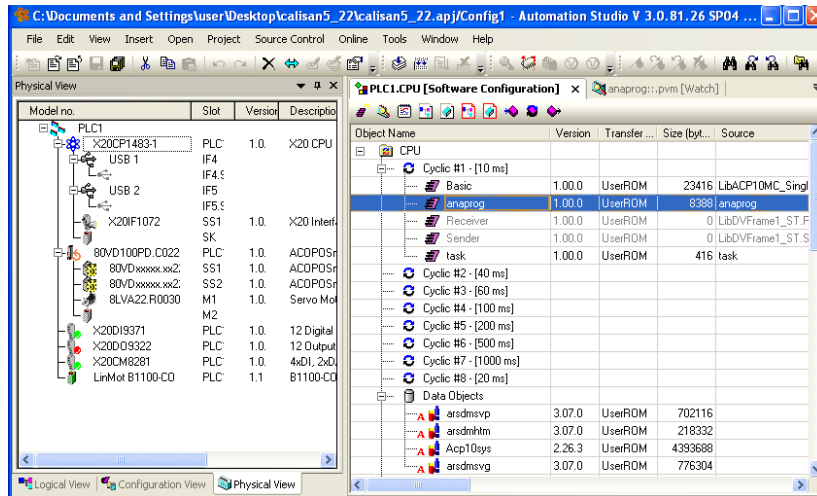 C:\Documents and Settings\user\Desktop\calisan5_22\calisan5_22.apj/Config1 - Automation Studio V 3.0.81.26 SP04 ...
File Edit View Insert Open Project Source Control Online Tools Window Help
Physical View
Model no. Slot Version Descriptio
PLC1
X20CP1483-1 PLC 1.0. X20 CPU
USB 1 IF4
IF4.S
USB 2 IF5
IF5.S
X20IF1072 SS1 1.0. X20 Interf
SK
80VD100PD.C022 PLC 1.0. ACOPOSr
80VDxxxxx.xx2 SS1 1.0. ACOPOSr
80VDxxxxx.xx2 SS2 1.0. ACOPOSr
8LVA22.R0030 M1 1.0. Servo Mot
M2
X20DI9371 PLC 1.0. 12 Digital
X20DO9322 PLC 1.0. 12 Output
X20CM8281 PLC 1.0. 4xDI, 2xD
LinMot B1100-CO PLC 1.1 B1100-CO
Logical View Configuration View Physical View
PLC1.CPU [Software Configuration] x anaprog::.pvm [Watch]
Object Name Version Transfer ... Size (byt... Source
CPU
Cyclic #1 - [10 ms]
Basic 1.00.0 UserROM 23416 LibACP10MC_Singl
anaprog 1.00.0 UserROM 8388 anaprog
Receiver 1.00.0 UserROM 0 LibDVFrame1_ST.F
Sender 1.00.0 UserROM 0 LibDVFrame1_ST.S
task 1.00.0 UserROM 416 task
Cyclic #2 - [40 ms]
Cyclic #3 - [60 ms]
Cyclic #4 - [100 ms]
Cyclic #5 - [200 ms]
Cyclic #6 - [500 ms]
Cyclic #7 - [1000 ms]
Cyclic #8 - [20 ms]
Data Objects
arsdmsvp 3.07.0 UserROM 702116
arsdmhtm 3.07.0 UserROM 218332
Acp10sys 2.26.3 UserROM 4393688
arsdmsvg 3.07.0 UserROM 776304